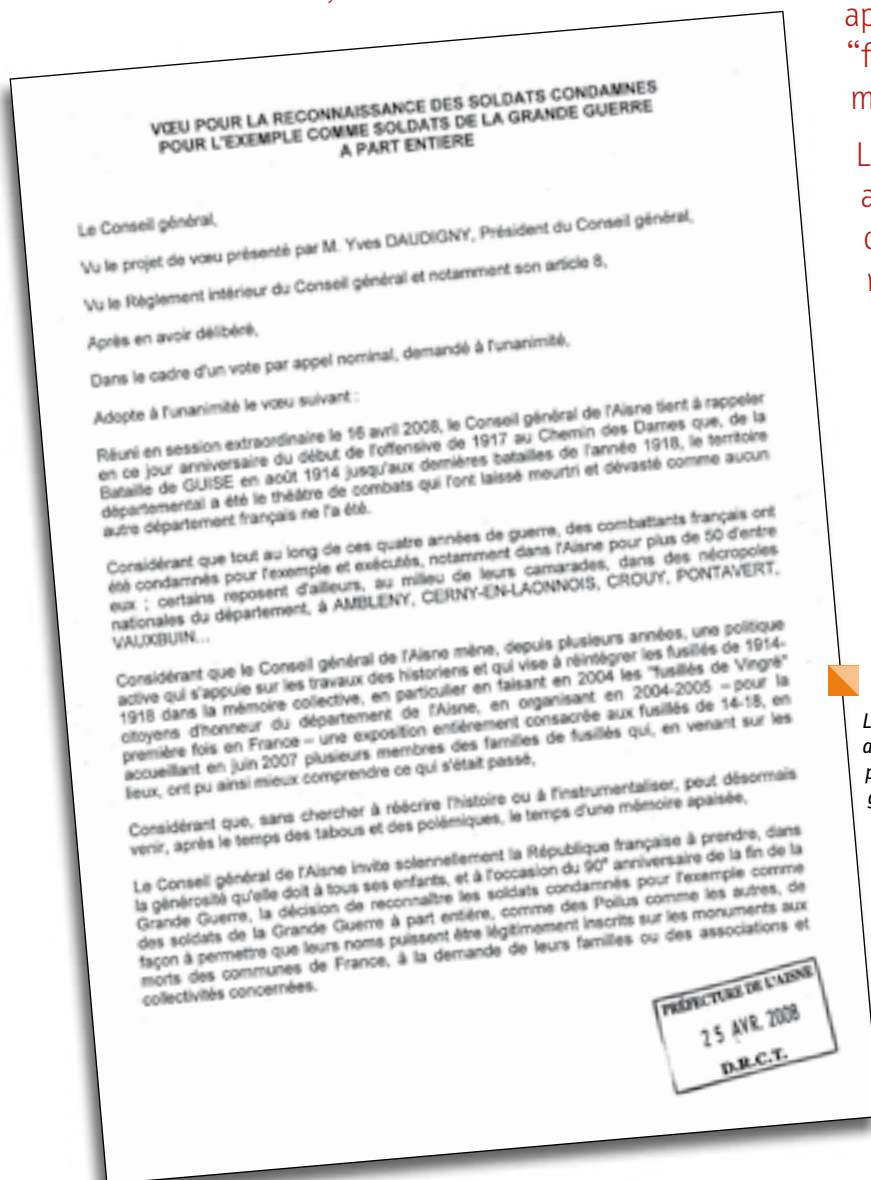 VŒU POUR LA RECONNAISSANCE DES SOLDATS CONDAMNES
POUR L'EXEMPLE COMME SOLDATS DE LA GRANDE GUERRE
A PART ENTIERE
Le Conseil général,
Vu le projet de vœu présenté par M. Yves DAUDIGNY, Président du Conseil général,
Vu le Règlement intérieur du Conseil général et notamment son article 8,
Après en avoir délibéré,
Dans le cadre d'un vote par appel nominal, demandé à l'unanimité,
Adopte à l'unanimité le vœu suivant :
Réuni en session extraordinaire le 16 avril 2008, le Conseil général de l'Aisne tient à rappeler
en ce jour anniversaire du début de l'offensive de 1917 au Chemin des Dames que, de la
Bataille de GUISE en août 1914 jusqu'aux dernières batailles de l'année 1918, le territoire
départemental a été le théâtre de combats qui l'ont laissé meurtri et dévasté comme aucun
autre département français ne l'a été.
Considérant que tout au long de ces quatre années de guerre, des combattants français ont
été condamnés pour l'exemple et exécutés, notamment dans l'Aisne pour plus de 50 d'entre
eux ; certains reposent d'ailleurs, au milieu de leurs camarades, dans des nécropoles
nationales du département, à AMBLENY, CERNY-EN-LAONNOIS, CROUY, PONTAVERT,
VAUXBUIN...
Considérant que le Conseil général de l'Aisne mène, depuis plusieurs années, une politique
active qui s'appuie sur les travaux des historiens et qui vise à réintégrer les fusillés de 1914-
1918 dans la mémoire collective, en particulier en faisant en 2004 les "fusillés de Vingré"
citoyens d'honneur du département de l'Aisne, en organisant en 2004-2005 – pour la
première fois en France – une exposition entièrement consacrée aux fusillés de 14-18, en
accueillant en juin 2007 plusieurs membres des familles de fusillés qui, en venant sur les
lieux, ont pu ainsi mieux comprendre ce qui s'était passé,
Considérant que, sans chercher à réécrire l'histoire ou à l'instrumentaliser, peut désormais
venir, après le temps des tabous et des polémiques, le temps d'une mémoire apaisée,
Le Conseil général de l'Aisne invite solennellement la République française à prendre, dans
la générosité qu'elle doit à tous ses enfants, et à l'occasion du 90° anniversaire de la fin de la
Grande Guerre, la décision de reconnaître les soldats condamnés pour l'exemple comme
des soldats de la Grande Guerre à part entière, comme des Poilus comme les autres, de
façon à permettre que leurs noms puissent être légitimement inscrits sur les monuments aux
morts des communes de France, à la demande de leurs familles ou des associations et
collectivités concernées.
PRÉFECTURE DE L'AISNE
25 AVR. 2008
D.R.C.T.